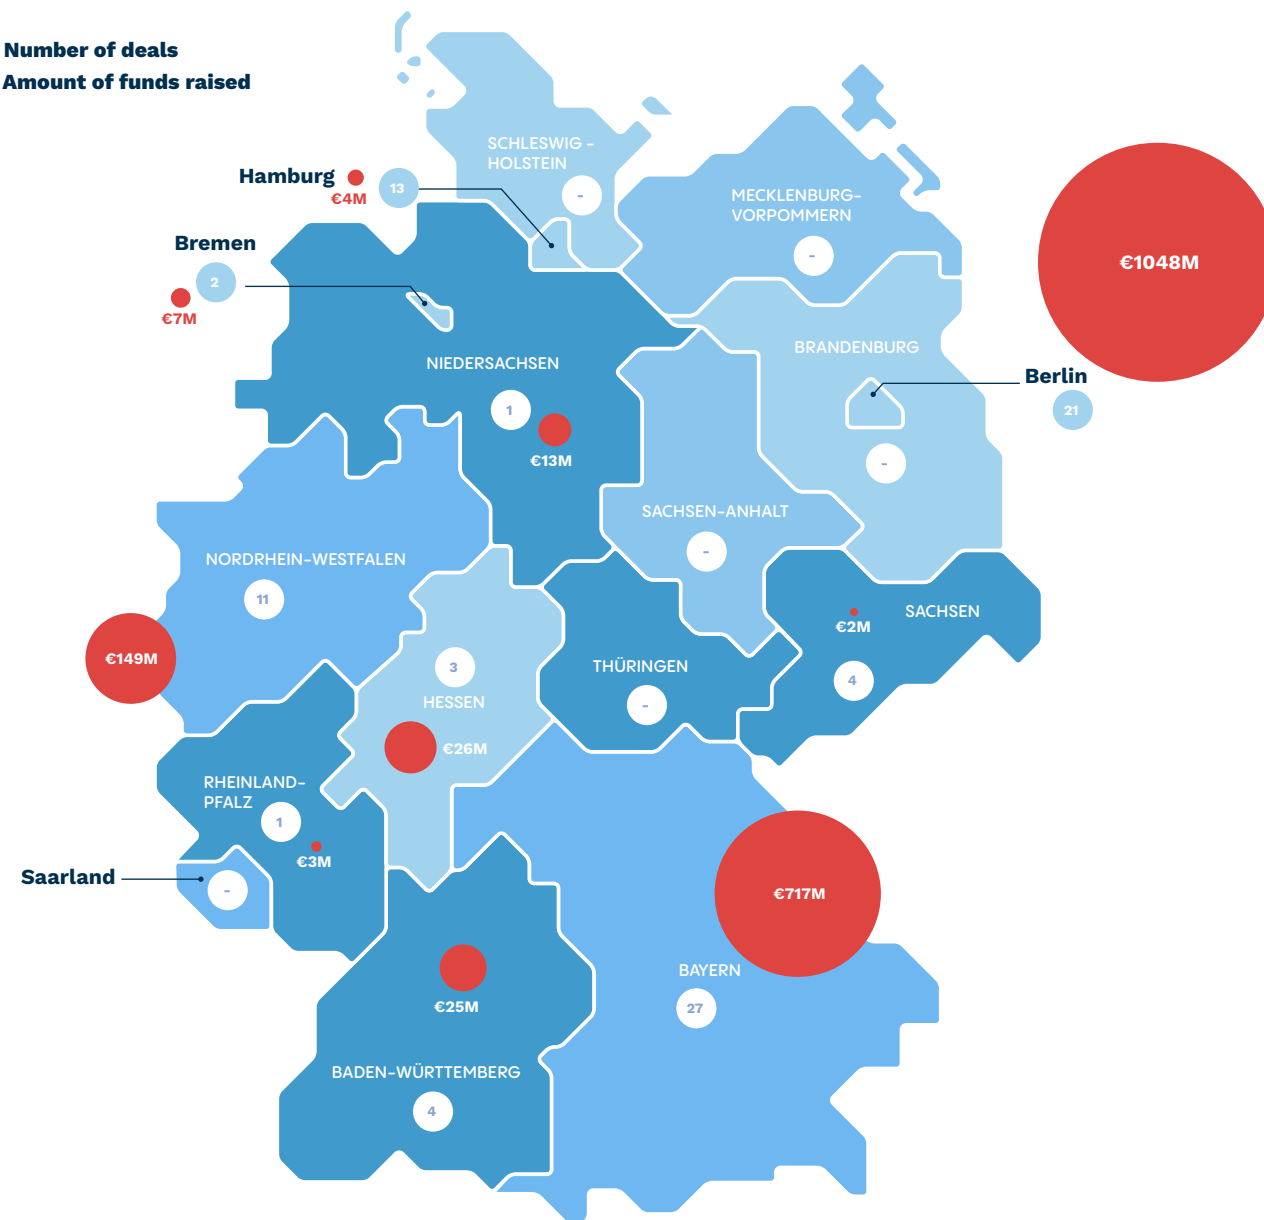 Number of deals
Amount of funds raised
SCHLESWIG -
HOLSTEIN
-
Hamburg
€4M
13
MECKLENBURG-
VORPOMMERN
-
Bremen
2
€7M
€1048M
NIEDERSACHSEN
1
€13M
BRANDENBURG
-
Berlin
21
SACHSEN-ANHALT
-
NORDRHEIN-WESTFALEN
11
€149M
SACHSEN
€2M
4
3
HESSEN
€26M
THÜRINGEN
-
RHEINLAND-
PFALZ
1
€3M
Saarland
-
€717M
BAYERN
27
€25M
BADEN-WÜRTTEMBERG
4